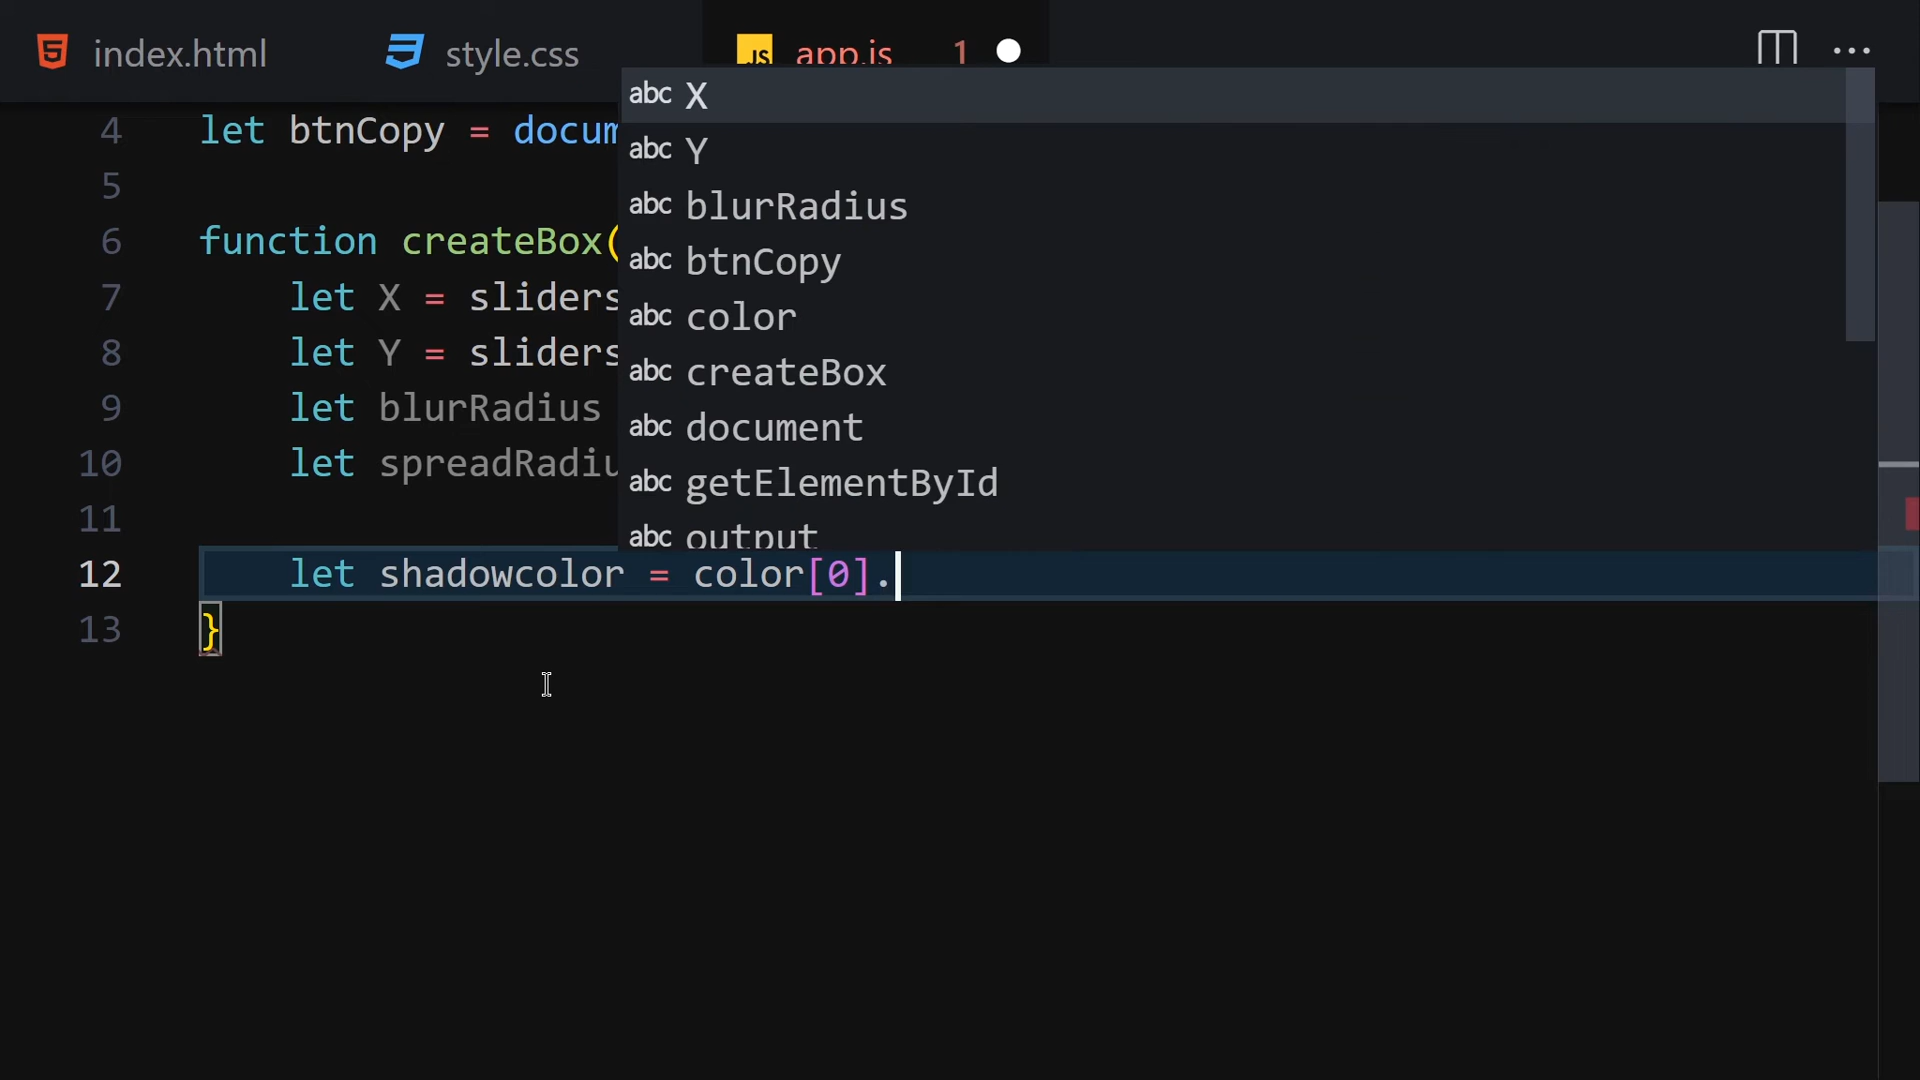 index.html style.css app.js 1
4 let btnCopy = docum
5
6 function createBox(
7 let X = sliders
8 let Y = sliders
9 let blurRadius
10 let spreadRadiu
11
12 let shadowcolor = color[0].
13 }
abc X
abc Y
abc blurRadius
abc btnCopy
abc color
abc createBox
abc document
abc getElementById
abc output